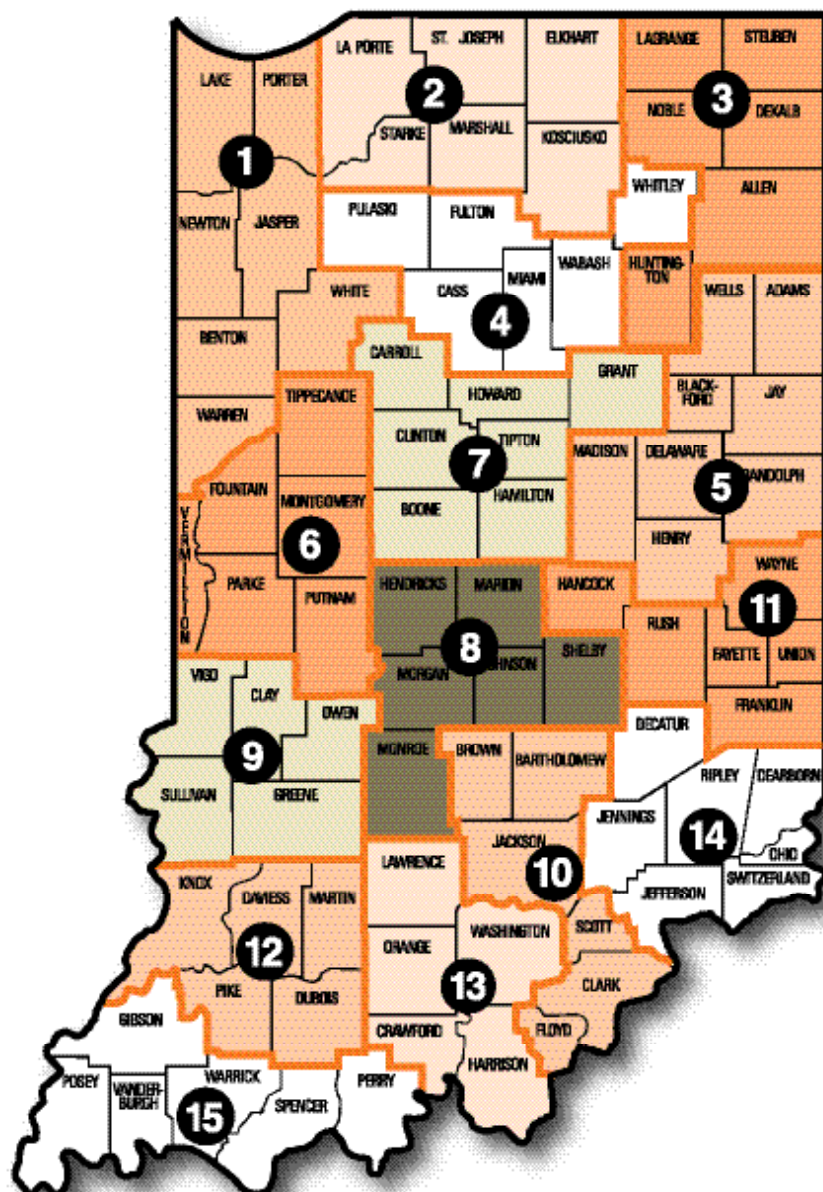 LA PORTE
ST. JOSEPH
ELKHART
LAGRANGE
STEUBEN
LAKE
PORTER
2
3
NOBLE
DEKALB
STARKE
MARSHALL
KOSCIUSKO
1
WHITLEY
ALLEN
PULASKI
FULTON
NEWTON
JASPER
WABASH
HUNTING-
TON
MIAMI
CASS
WHITE
WELLS
ADAMS
4
BENTON
CARROLL
GRANT
TIPPECANOE
HOWARD
BLACK-
FORD
JAY
WARREN
CLINTON
TIPTON
MADISON
DELAWARE
7
RANDOLPH
5
FOUNTAIN
MONTGOMERY
BOONE
HAMILTON
VERMILLION
6
HENRY
WAYNE
PARKE
PUTNAM
HENDRICKS
MARION
HANCOCK
11
RUSH
8
FAYETTE
UNION
MORGAN
JOHNSON
SHELBY
VIGO
CLAY
OWEN
FRANKLIN
DECATUR
9
MONROE
BROWN
BARTHOLOMEW
RIPLEY
DEARBORN
SULLIVAN
GREENE
JENNINGS
14
JACKSON
OHIO
LAWRENCE
10
SWITZERLAND
KNOX
DAVIESS
MARTIN
JEFFERSON
SCOTT
WASHINGTON
ORANGE
12
13
CLARK
PIKE
DUBOIS
GIBSON
CRAWFORD
FLOYD
HARRISON
POSEY
VANDER-
BURGH
WARRICK
PERRY
SPENCER
15